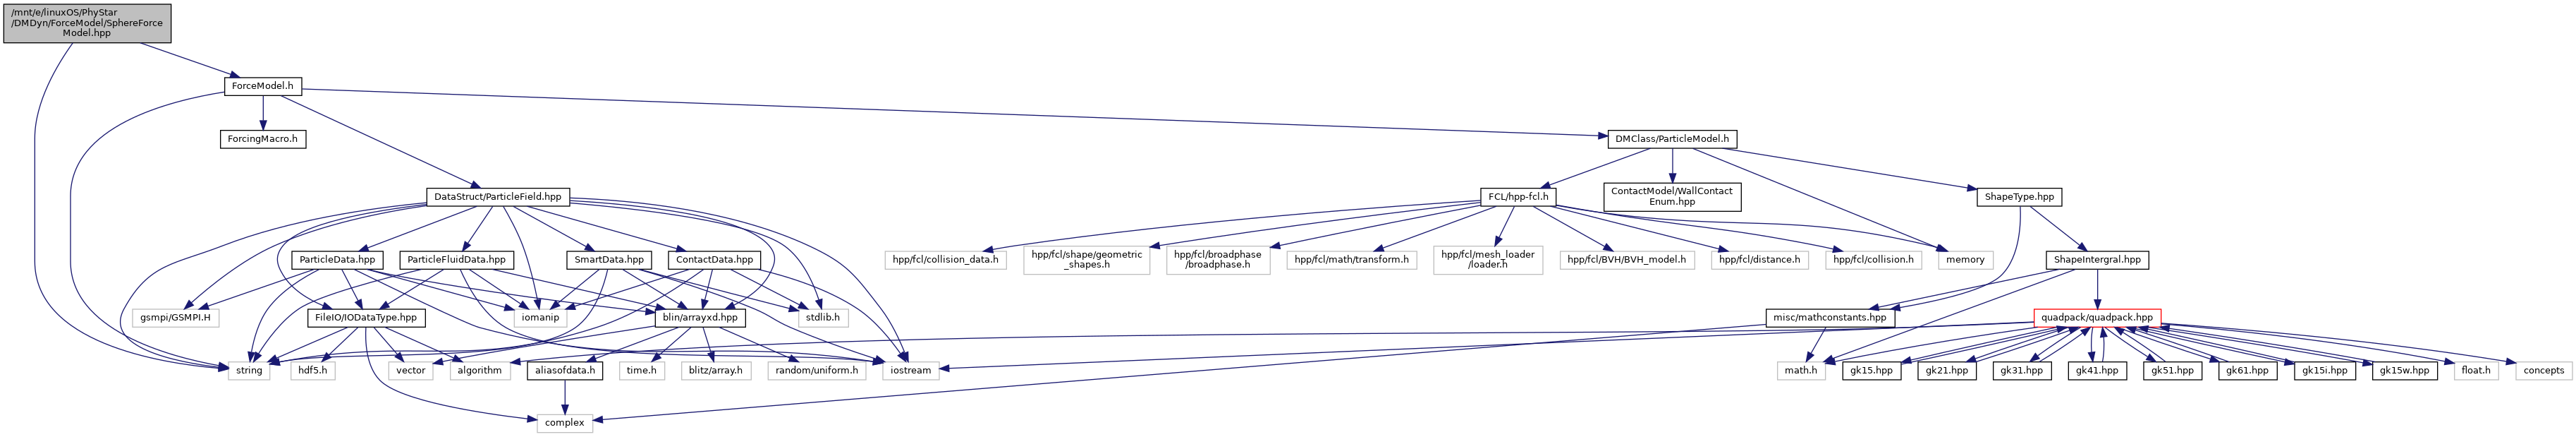 /mnt/e/linuxOS/PhyStar
/DMDyn/ForceModel/SphereForce
Model.hpp
ForceModel.h
ForcingMacro.h
DMClass/ParticleModel.h
DataStruct/ParticleField.hpp
FCL/hpp-fcl.h
ContactModel/WallContact
Enum.hpp
ShapeType.hpp
ParticleData.hpp
ParticleFluidData.hpp
SmartData.hpp
ContactData.hpp
hpp/fcl/collision_data.h
hpp/fcl/shape/geometric
_shapes.h
hpp/fcl/broadphase
/broadphase.h
hpp/fcl/math/transform.h
hpp/fcl/mesh_loader
/loader.h
hpp/fcl/BVH/BVH_model.h
hpp/fcl/distance.h
hpp/fcl/collision.h
memory
ShapeIntergral.hpp
gsmpi/GSMPI.H
FileIO/IODataType.hpp
iomanip
blin/arrayxd.hpp
stdlib.h
misc/mathconstants.hpp
quadpack/quadpack.hpp
string
hdf5.h
vector
algorithm
aliasofdata.h
time.h
blitz/array.h
random/uniform.h
iostream
math.h
gk15.hpp
gk21.hpp
gk31.hpp
gk41.hpp
gk51.hpp
gk61.hpp
gk15i.hpp
gk15w.hpp
float.h
concepts
complex